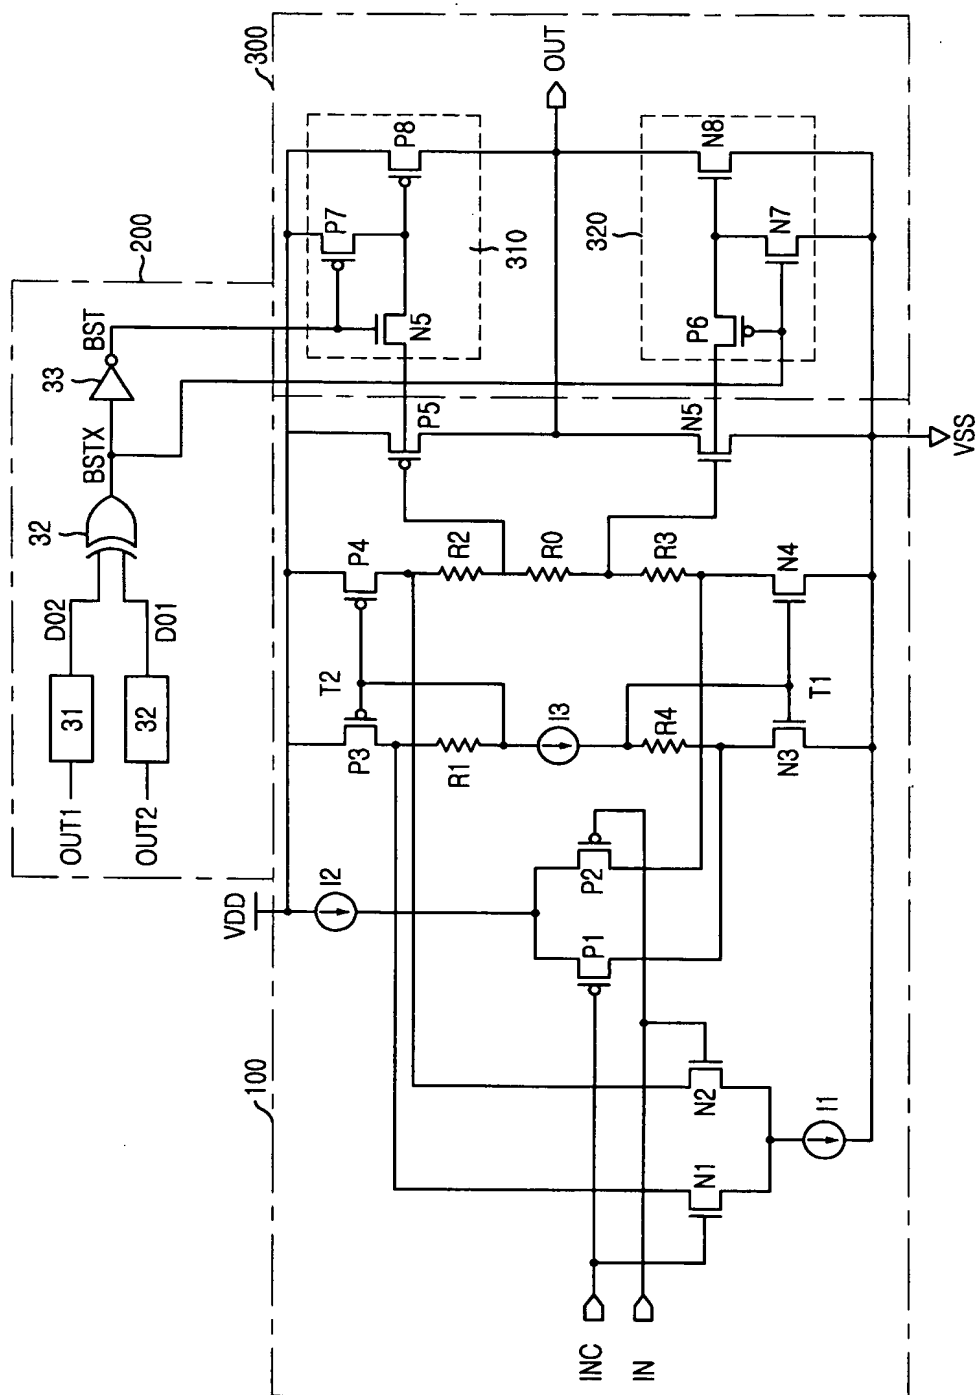 100
200
300
OUT1
OUT2
31
32
D02
D01
32
BSTX
33
BST
VDD
I2
P3
T2
P4
P7
P8
N5
310
R1
R2
P5
I3
R0
OUT
P1
P2
R4
R3
N5
P6
320
N8
N7
N1
N2
N3
T1
N4
I1
INC
IN
VSS